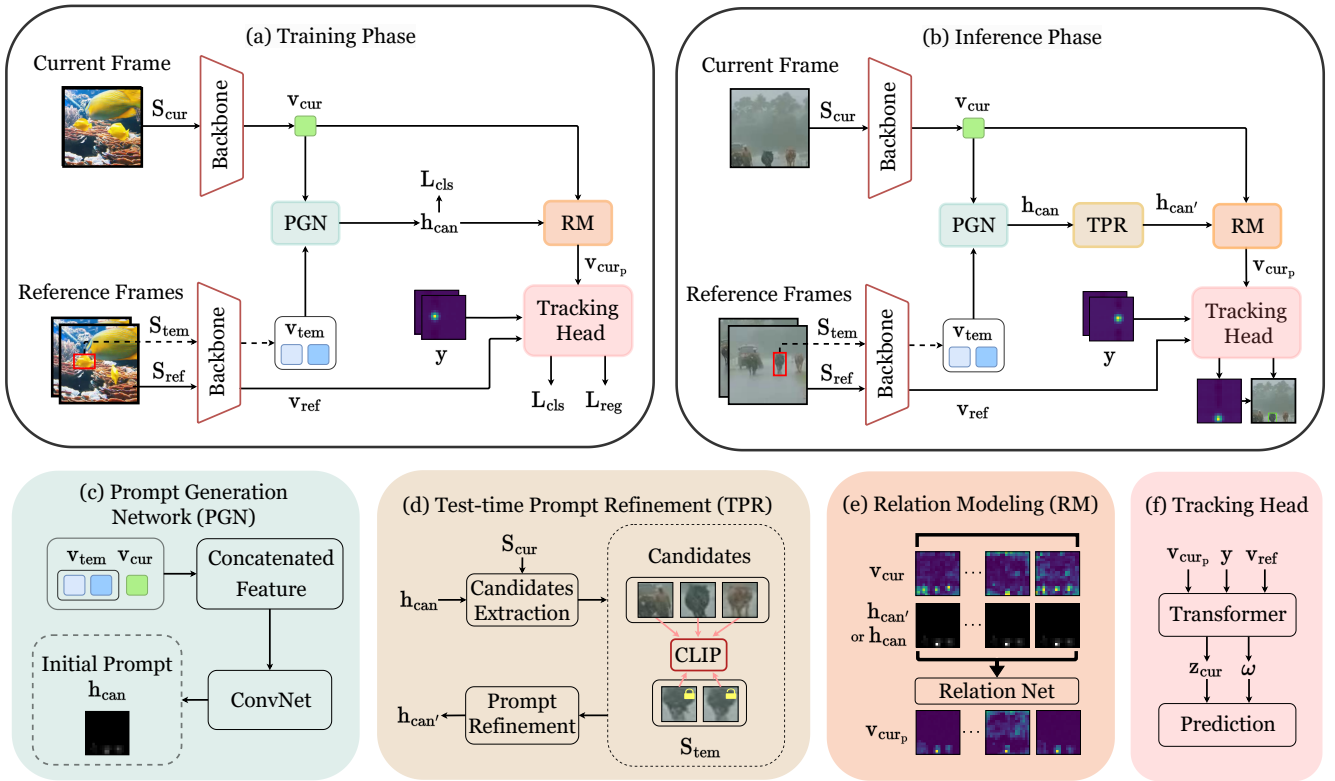 (a) Training Phase
Current Frame
S_cur
Backbone
v_cur
L_cls
PGN
h_can
RM
v_cur_p
Reference Frames
S_tem
v_tem
Backbone
y
Tracking
Head
S_ref
v_ref
L_cls
L_reg
(b) Inference Phase
Current Frame
S_cur
Backbone
v_cur
PGN
h_can
TPR
h_can'
RM
v_cur_p
Reference Frames
S_tem
v_tem
Backbone
y
Tracking
Head
S_ref
v_ref
(c) Prompt Generation
Network (PGN)
v_tem v_cur
Concatenated
Feature
Initial Prompt
h_can
ConvNet
(d) Test-time Prompt Refinement (TPR)
S_cur
h_can
Candidates
Extraction
Candidates
CLIP
h_can'
Prompt
Refinement
S_tem
(e) Relation Modeling (RM)
v_cur
...
h_can'
or h_can
...
Relation Net
v_cur_p
...
(f) Tracking Head
v_cur_p y v_ref
Transformer
z_cur ω
Prediction